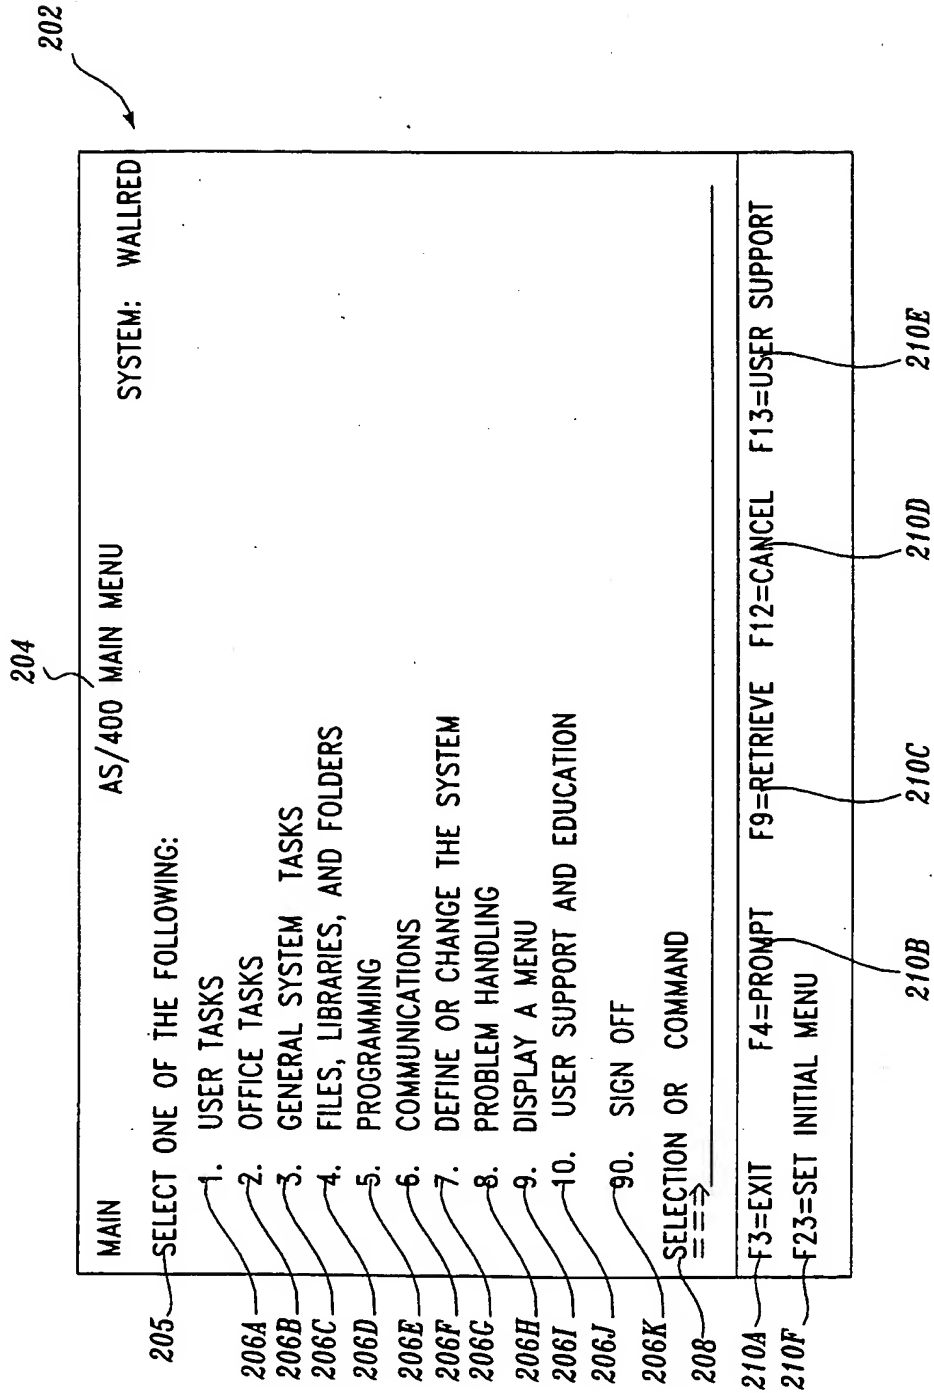 202
204
MAIN AS/400 MAIN MENU
SYSTEM: WALLRED
205 SELECT ONE OF THE FOLLOWING:
206A 1. USER TASKS
206B 2. OFFICE TASKS
206C 3. GENERAL SYSTEM TASKS
206D 4. FILES, LIBRARIES, AND FOLDERS
206E 5. PROGRAMMING
206F 6. COMMUNICATIONS
206G 7. DEFINE OR CHANGE THE SYSTEM
206H 8. PROBLEM HANDLING
206I 9. DISPLAY A MENU
206J 10. USER SUPPORT AND EDUCATION
206K 90. SIGN OFF
208 SELECTION OR COMMAND
===⇒
210A F3=EXIT F4=PROMPT F9=RETRIEVE F12=CANCEL F13=USER SUPPORT
210F F23=SET INITIAL MENU
210B 210C 210D 210E